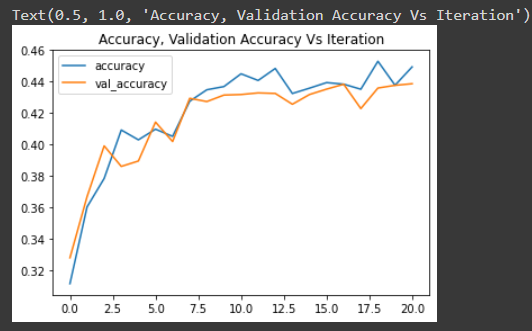 Text(0.5, 1.0, 'Accuracy, Validation Accuracy Vs Iteration')
Accuracy, Validation Accuracy Vs Iteration
0.46
accuracy
val_accuracy
0.44
0.42
0.40
0.38
0.36
0.34
0.32
0.0 2.5 5.0 7.5 10.0 12.5 15.0 17.5 20.0